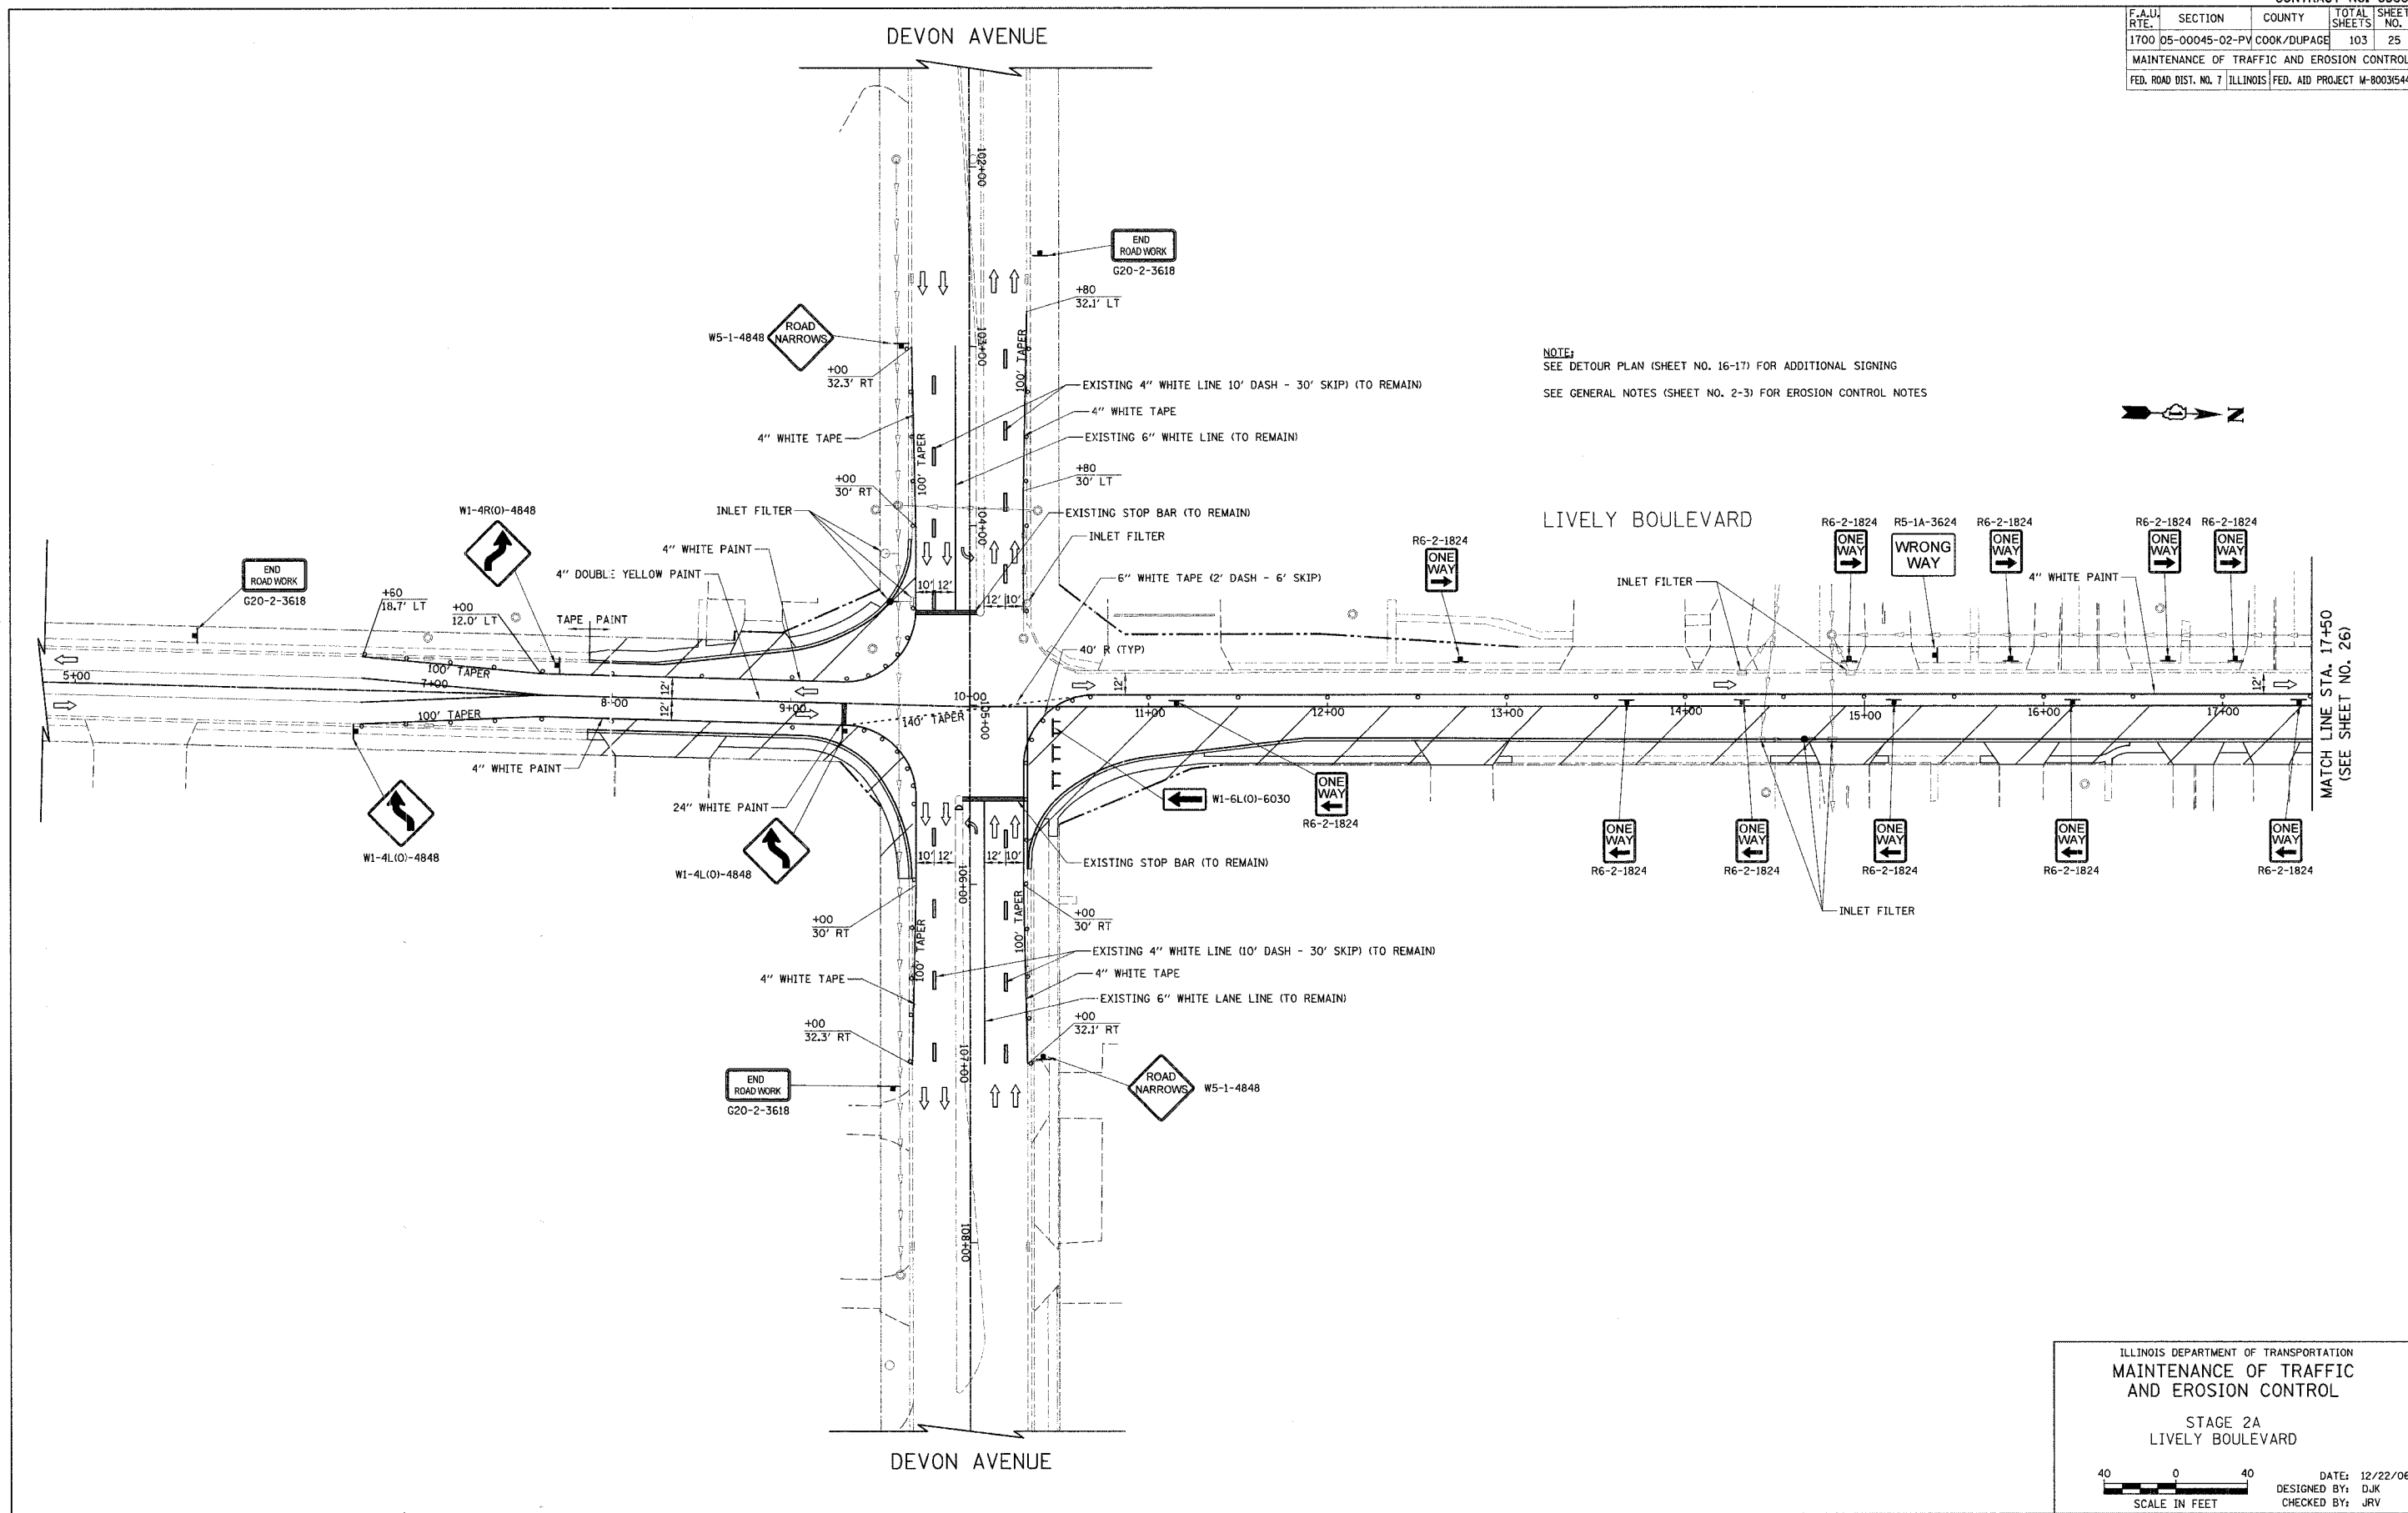 F.A.U. RTE. SECTION COUNTY TOTAL SHEETS SHEET NO.
1700 05-00045-02-PV COOK/DUPAGE 103 25
MAINTENANCE OF TRAFFIC AND EROSION CONTROL
FED. ROAD DIST. NO. 7 ILLINOIS FED. AID PROJECT M-8003(544
DEVON AVENUE
102+00
END
ROAD WORK
G20-2-3618
+80
32.1' LT
ROAD
NARROWS
W5-1-4848
+00
32.3' RT
103+00
100' TAPER
NOTE:
SEE DETOUR PLAN (SHEET NO. 16-17) FOR ADDITIONAL SIGNING
SEE GENERAL NOTES (SHEET NO. 2-3) FOR EROSION CONTROL NOTES
N
EXISTING 4" WHITE LINE 10' DASH - 30' SKIP) (TO REMAIN)
4" WHITE TAPE
EXISTING 6" WHITE LINE (TO REMAIN)
4" WHITE TAPE
100' TAPER
+80
30' LT
+00
30' RT
104+00
INLET FILTER
EXISTING STOP BAR (TO REMAIN)
INLET FILTER
10' 12'
12' 10'
6" WHITE TAPE (2' DASH - 6' SKIP)
LIVELY BOULEVARD
W1-4R(O)-4848
4" WHITE PAINT
4" DOUBLE YELLOW PAINT
END
ROAD WORK
G20-2-3618
+60
18.7' LT
+00
12.0' LT
TAPE PAINT
R6-2-1824
ONE
WAY
R6-2-1824
ONE
WAY
R5-1A-3624
WRONG
WAY
R6-2-1824
ONE
WAY
R6-2-1824
ONE
WAY
R6-2-1824
ONE
WAY
INLET FILTER
4" WHITE PAINT
MATCH LINE STA. 17+50
(SEE SHEET NO. 26)
40' R (TYP)
5+00
100' TAPER
7+00
8+00
9+00
10+00
105+00
11+00
12+00
13+00
14+00
15+00
16+00
17+00
12'
12'
12'
12'
100' TAPER
140' TAPER
4" WHITE PAINT
24" WHITE PAINT
W1-4L(O)-4848
W1-4L(O)-4848
W1-6L(O)-6030
ONE
WAY
R6-2-1824
ONE
WAY
R6-2-1824
ONE
WAY
R6-2-1824
ONE
WAY
R6-2-1824
ONE
WAY
R6-2-1824
ONE
WAY
R6-2-1824
INLET FILTER
10' 12'
12' 10'
EXISTING STOP BAR (TO REMAIN)
106+00
+00
30' RT
+00
30' RT
100' TAPER
100' TAPER
EXISTING 4" WHITE LINE (10' DASH - 30' SKIP) (TO REMAIN)
4" WHITE TAPE
4" WHITE TAPE
EXISTING 6" WHITE LANE LINE (TO REMAIN)
+00
32.3' RT
+00
32.1' RT
107+00
END
ROAD WORK
G20-2-3618
ROAD
NARROWS
W5-1-4848
108+00
DEVON AVENUE
ILLINOIS DEPARTMENT OF TRANSPORTATION
MAINTENANCE OF TRAFFIC
AND EROSION CONTROL
STAGE 2A
LIVELY BOULEVARD
40 0 40
SCALE IN FEET
DATE: 12/22/06
DESIGNED BY: DJK
CHECKED BY: JRV